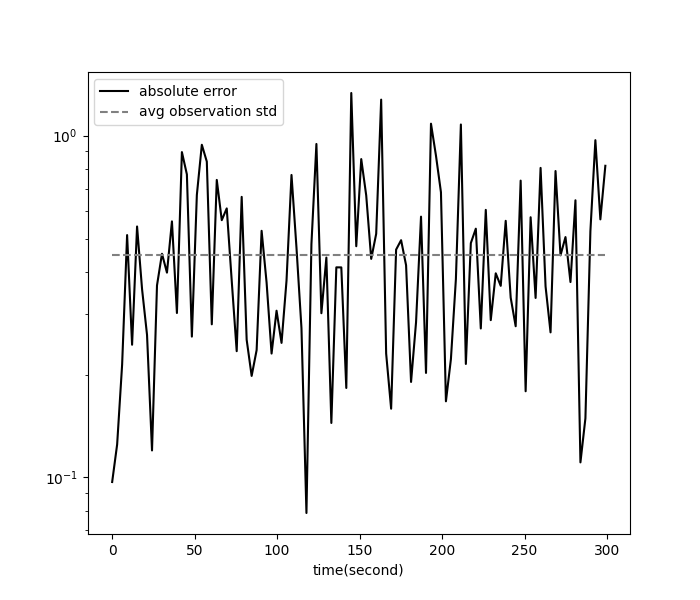 absolute error
avg observation std
10⁰
10⁻¹
0 50 100 150 200 250 300
time(second)